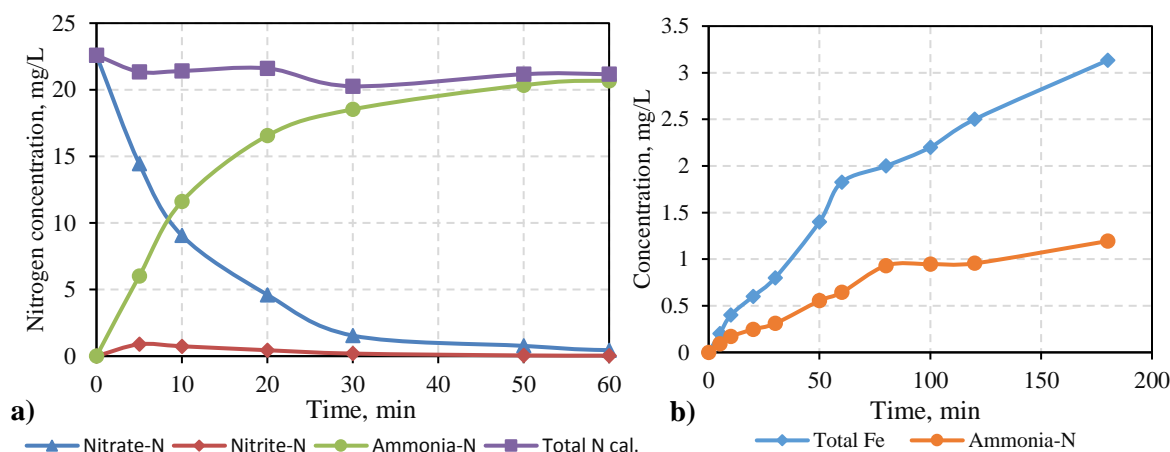 Nitrogen concentration, mg/L
25
20
15
10
5
0
0 10 20 30 40 50 60
Time, min
a)
Nitrate-N Nitrite-N Ammonia-N Total N cal.
Concentration, mg/L
3.5
3
2.5
2
1.5
1
0.5
0
0 50 100 150 200
Time, min
b)
Total Fe Ammonia-N